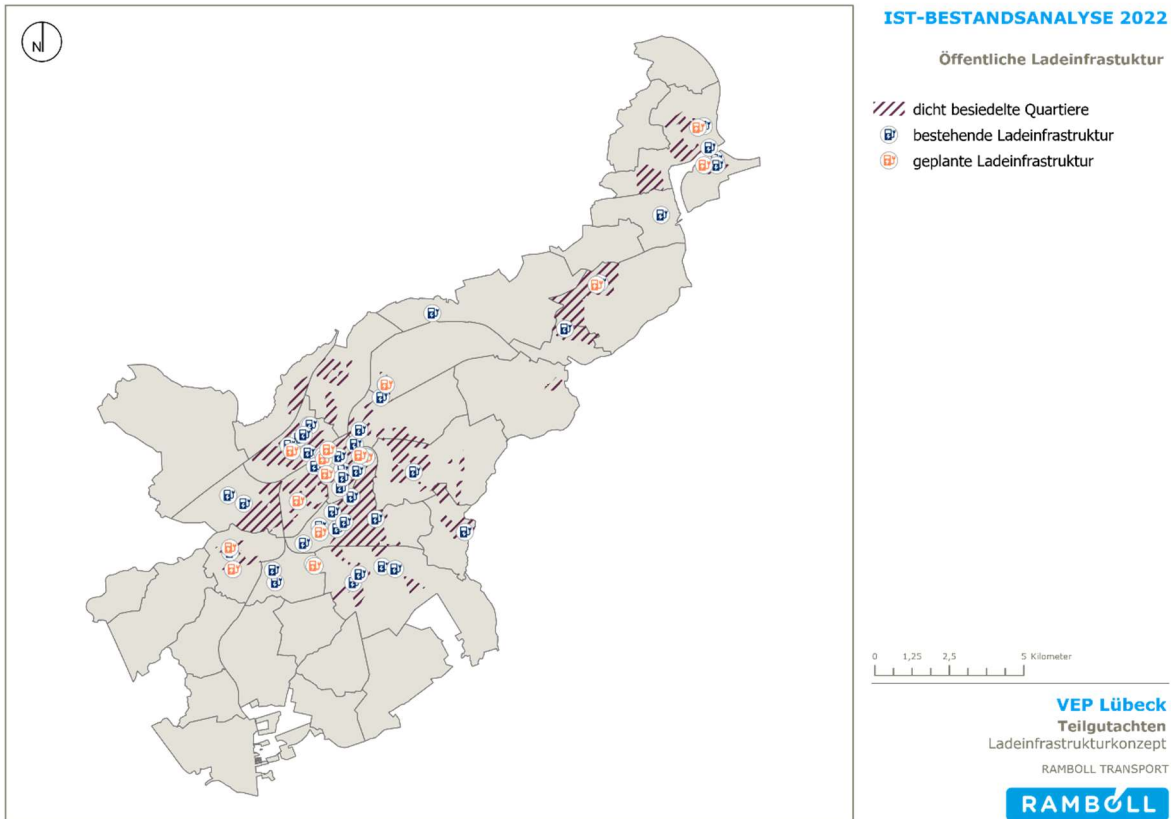 N
IST-BESTANDSANALYSE 2022
Öffentliche Ladeinfrastuktur
dicht besiedelte Quartiere
bestehende Ladeinfrastruktur
geplante Ladeinfrastruktur
0 1,25 2,5 5 Kilometer
VEP Lübeck
Teilgutachten
Ladeinfrastrukturkonzept
RAMBOLL TRANSPORT
RAMBOLL